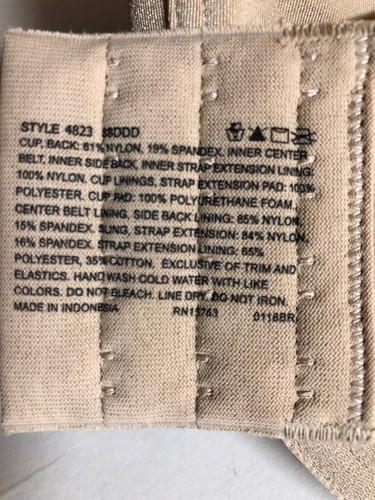 STYLE 4823 38DDD
CUP, BACK: 81% NYLON, 19% SPANDEX. INNER CENTER
BELT, INNER SIDE BACK, INNER STRAP EXTENSION LINING:
100% NYLON. CUP LININGS, STRAP EXTENSION PAD: 100%
POLYESTER. CUP PAD: 100% POLYURETHANE FOAM.
CENTER BELT LINING, SIDE BACK LINING: 85% NYLON,
15% SPANDEX. SLING, STRAP EXTENSION: 84% NYLON,
16% SPANDEX. STRAP EXTENSION LINING: 65%
POLYESTER, 35% COTTON. EXCLUSIVE OF TRIM AND
ELASTICS. HAND WASH COLD WATER WITH LIKE
COLORS. DO NOT BLEACH. LINE DRY. DO NOT IRON.
MADE IN INDONESIA 0118BR